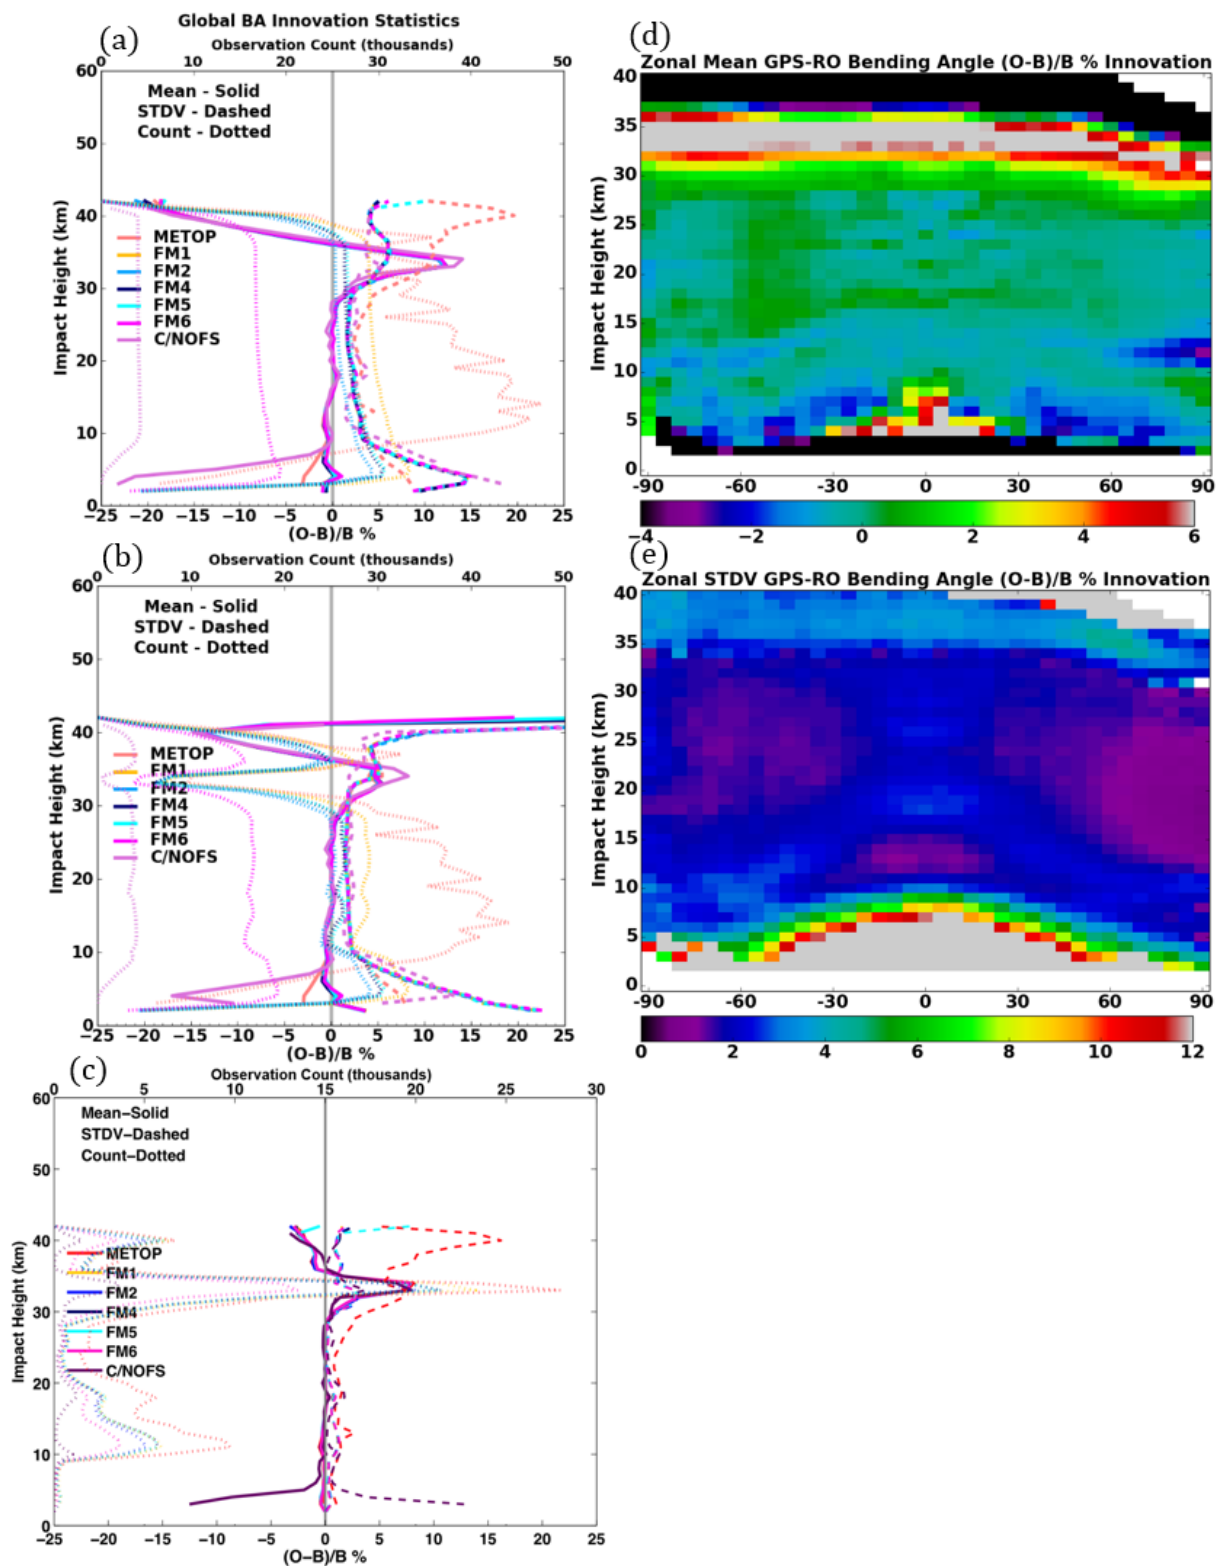 Global BA Innovation Statistics
(a)
Observation Count (thousands)
0 10 20 30 40 50
Mean - Solid
STDV - Dashed
Count - Dotted
METOP
FM1
FM2
FM4
FM5
FM6
C/NOFS
Impact Height (km)
60
50
40
30
20
10
0
−25 −20 −15 −10 −5 0 5 10 15 20 25
(O-B)/B %
(b)
Observation Count (thousands)
0 10 20 30 40 50
Mean - Solid
STDV - Dashed
Count - Dotted
METOP
FM1
FM2
FM4
FM5
FM6
C/NOFS
Impact Height (km)
60
50
40
30
20
10
0
−25 −20 −15 −10 −5 0 5 10 15 20 25
(O-B)/B %
(c)
Observation Count (thousands)
0 5 10 15 20 25 30
Mean−Solid
STDV−Dashed
Count−Dotted
METOP
FM1
FM2
FM4
FM5
FM6
C/NOFS
Impact Height (km)
60
50
40
30
20
10
0
−25 −20 −15 −10 −5 0 5 10 15 20 25
(O−B)/B %
(d)
Zonal Mean GPS-RO Bending Angle (O-B)/B % Innovation
Impact Height (km)
40
35
30
25
20
15
10
5
0
-90 -60 -30 0 30 60 90
−4 −2 0 2 4 6
(e)
Zonal STDV GPS-RO Bending Angle (O-B)/B % Innovation
Impact Height (km)
40
35
30
25
20
15
10
5
0
-90 -60 -30 0 30 60 90
0 2 4 6 8 10 12